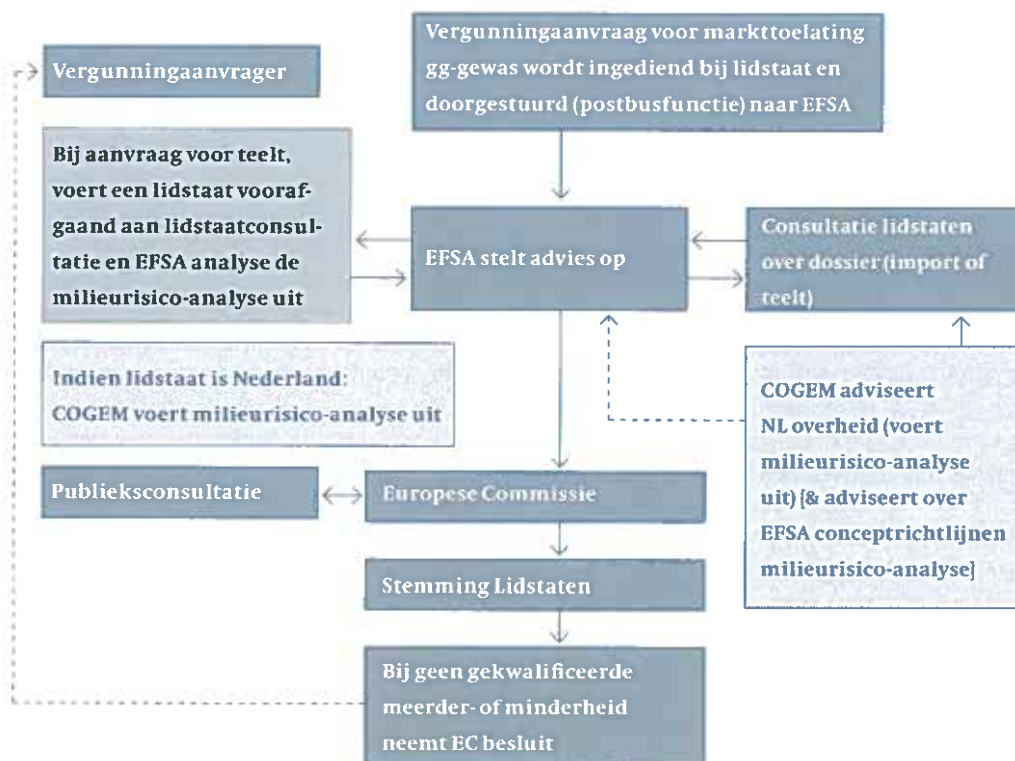 Vergunningaanvraag voor markttoelating
gg-gewas wordt ingediend bij lidstaat en
doorgestuurd (postbusfunctie) naar EFSA
Vergunningaanvrager
Bij aanvraag voor teelt,
voert een lidstaat vooraf-
gaand aan lidstaatconsul-
tatie en EFSA analyse de
milieurisico-analyse uit
EFSA stelt advies op
Consultatie lidstaten
over dossier (import of
teelt)
Indien lidstaat is Nederland:
COGEM voert milieurisico-analyse uit
COGEM adviseert
NL overheid (voert
milieurisico-analyse
uit) [& adviseert over
EFSA conceptrichtlijnen
milieurisico-analyse]
Publieksconsultatie
Europese Commissie
Stemming Lidstaten
Bij geen gekwalificeerde
meerder- of minderheid
neemt EC besluit